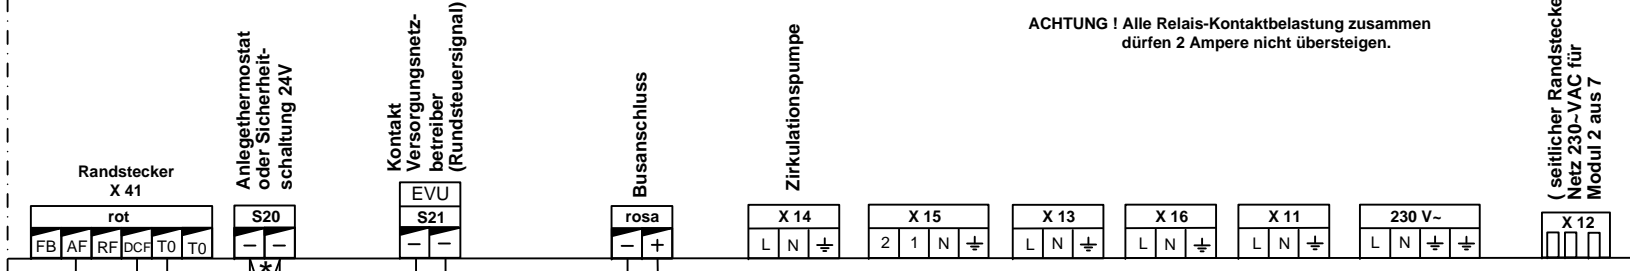 ACHTUNG ! Alle Relais-Kontaktbelastung zusammen
dürfen 2 Ampere nicht übersteigen.
Randstecker
X 41
rot
FB AF RF DCF T0 T0
Anlegethermostat
oder Sicherheit-
schaltung 24V
S20
– –
*
Kontakt
Versorgungsnetz-
betreiber
(Rundsteuersignal)
EVU
S21
– –
Busanschluss
rosa
– +
Zirkulationspumpe
X 14
L N
X 15
2 1 N
X 13
L N
X 16
L N
X 11
L N
230 V~
L N
( seitlicher Randstecke
Netz 230~VAC für
Modul 2 aus 7
X 12